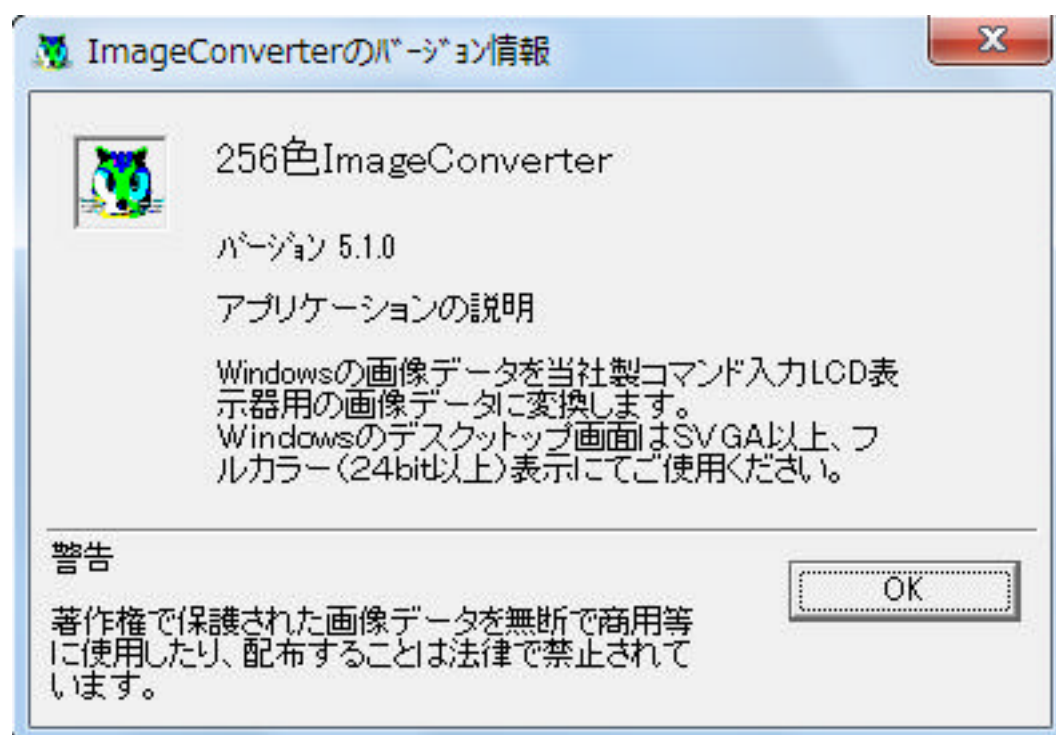 ImageConverterのﾊﾞｰｼﾞｮﾝ情報
256色ImageConverter
ﾊﾞｰｼﾞｮﾝ 5.1.0
アプリケーションの説明
Windowsの画像データを当社製コマンド入力LCD表
示器用の画像データに変換します。
Windowsのデスクットップ画面はSVGA以上、フ
ルカラー(24bit以上)表示にてご使用ください。
警告
OK
著作権で保護された画像データを無断で商用等
に使用したり、配布することは法律で禁止されて
います。